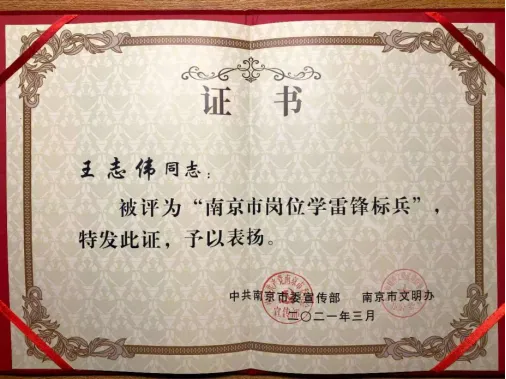 证 书
王志伟同志：
被评为“南京市岗位学雷锋标兵”，
特发此证，予以表扬。
中共南京市委宣传部 南京市文明办
二〇二一年三月